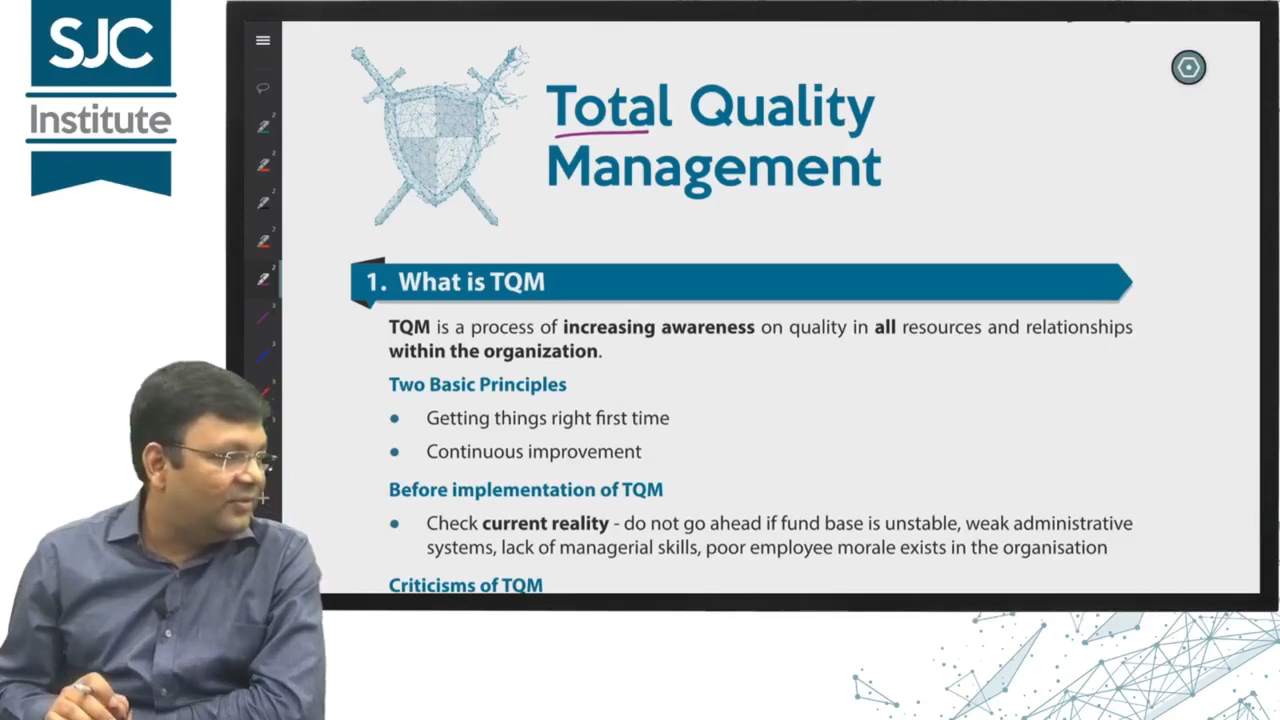 SJC
Institute
Total Quality
Management
1. What is TQM
TQM is a process of increasing awareness on quality in all resources and relationships
within the organization.
Two Basic Principles
● Getting things right first time
● Continuous improvement
Before implementation of TQM
● Check current reality - do not go ahead if fund base is unstable, weak administrative
systems, lack of managerial skills, poor employee morale exists in the organisation
Criticisms of TQM